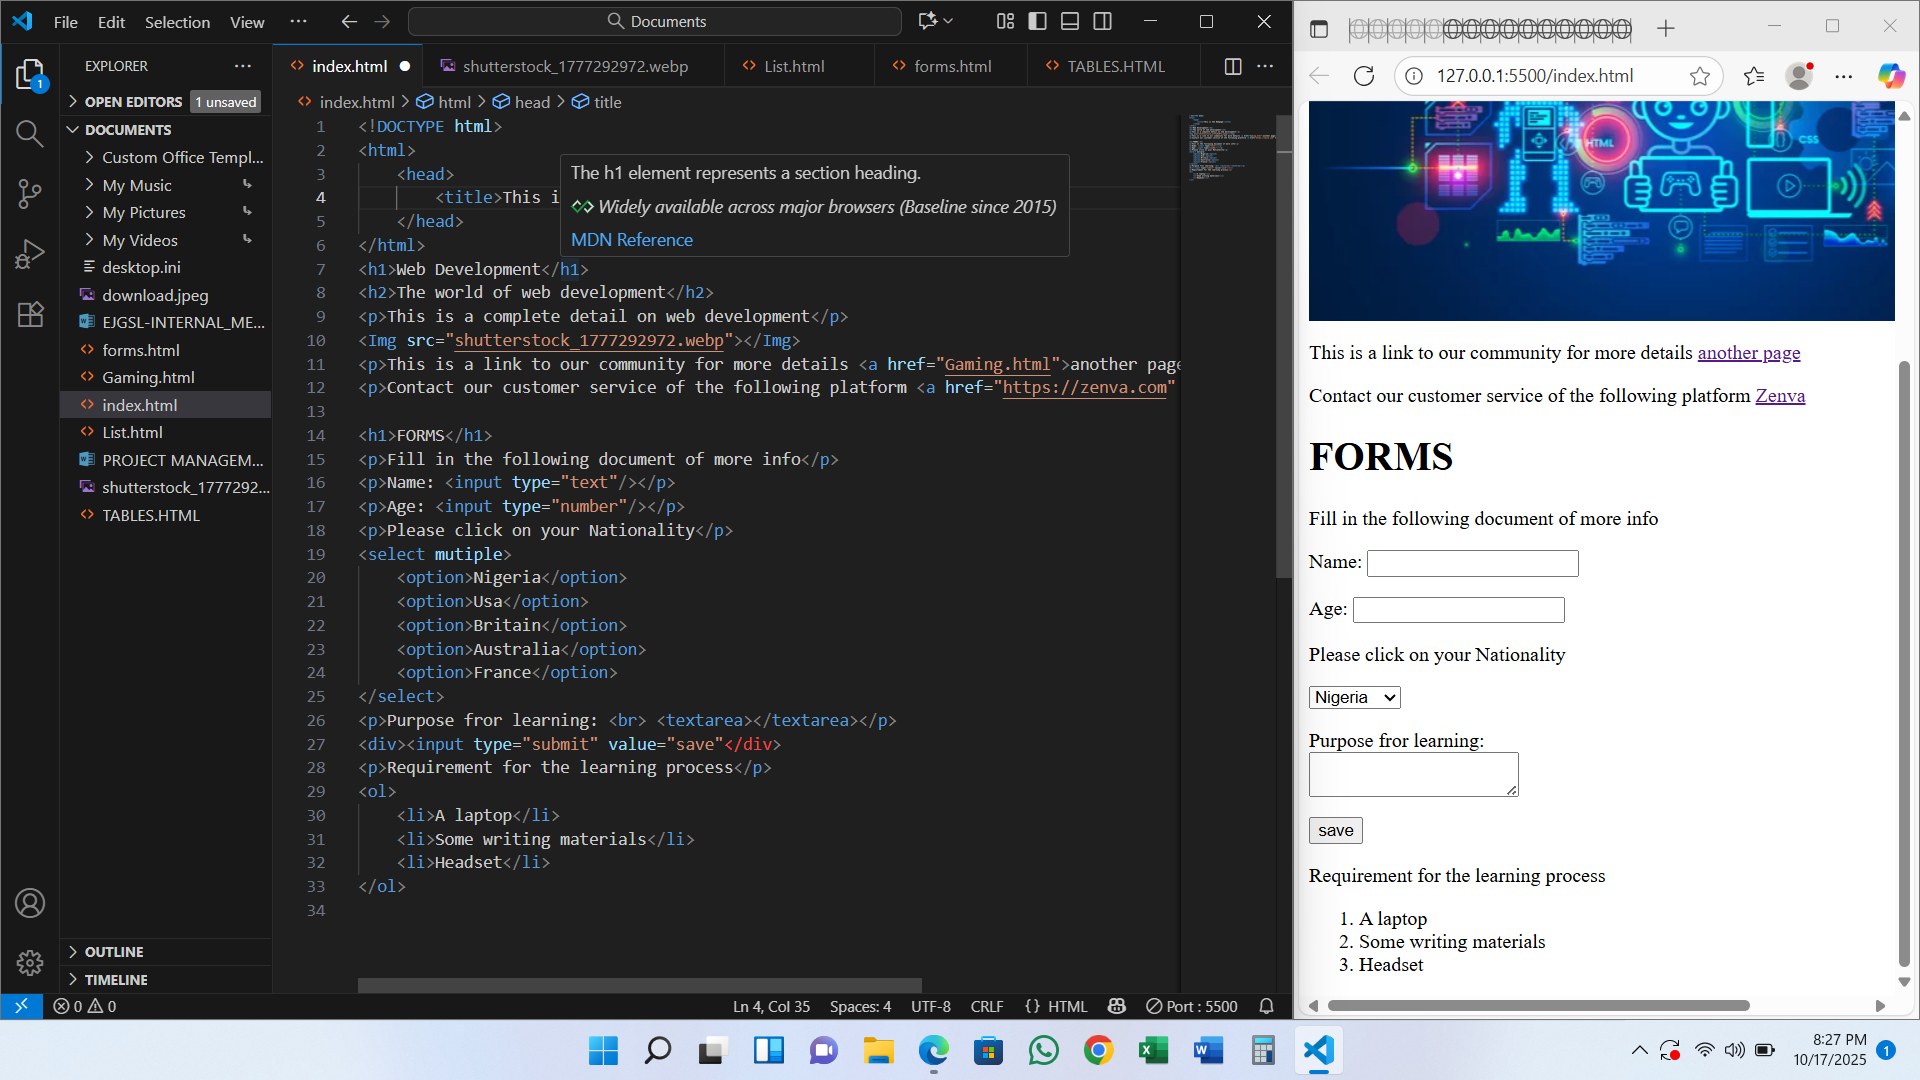 File Edit Selection View
Documents
EXPLORER
OPEN EDITORS 1 unsaved
DOCUMENTS
Custom Office Templ...
My Music
My Pictures
My Videos
desktop.ini
download.jpeg
EJGSL-INTERNAL_ME...
forms.html
Gaming.html
index.html
List.html
PROJECT MANAGEM...
shutterstock_1777292...
TABLES.HTML
OUTLINE
TIMELINE
index.html shutterstock_1777292972.webp List.html forms.html TABLES.HTML
index.html html head title
1 <!DOCTYPE html>
2 <html>
3 <head>
4 <title>This i
5 </head>
6 </html>
7 <h1>Web Development</h1>
8 <h2>The world of web development</h2>
9 <p>This is a complete detail on web development</p>
10 <Img src="shutterstock_1777292972.webp"></Img>
11 <p>This is a link to our community for more details <a href="Gaming.html">another page
12 <p>Contact our customer service of the following platform <a href="https://zenva.com"
13
14 <h1>FORMS</h1>
15 <p>Fill in the following document of more info</p>
16 <p>Name: <input type="text"/></p>
17 <p>Age: <input type="number"/></p>
18 <p>Please click on your Nationality</p>
19 <select mutiple>
20 <option>Nigeria</option>
21 <option>Usa</option>
22 <option>Britain</option>
23 <option>Australia</option>
24 <option>France</option>
25 </select>
26 <p>Purpose fror learning: <br> <textarea></textarea></p>
27 <div><input type="submit" value="save"</div>
28 <p>Requirement for the learning process</p>
29 <ol>
30 <li>A laptop</li>
31 <li>Some writing materials</li>
32 <li>Headset</li>
33 </ol>
34
The h1 element represents a section heading.
Widely available across major browsers (Baseline since 2015)
MDN Reference
0 0
Ln 4, Col 35 Spaces: 4 UTF-8 CRLF {} HTML Port : 5500
127.0.0.1:5500/index.html
HTML
CSS
This is a link to our community for more details another page
Contact our customer service of the following platform Zenva
FORMS
Fill in the following document of more info
Name:
Age:
Please click on your Nationality
Nigeria
Purpose fror learning:
save
Requirement for the learning process
1. A laptop
2. Some writing materials
3. Headset
8:27 PM
10/17/2025
1